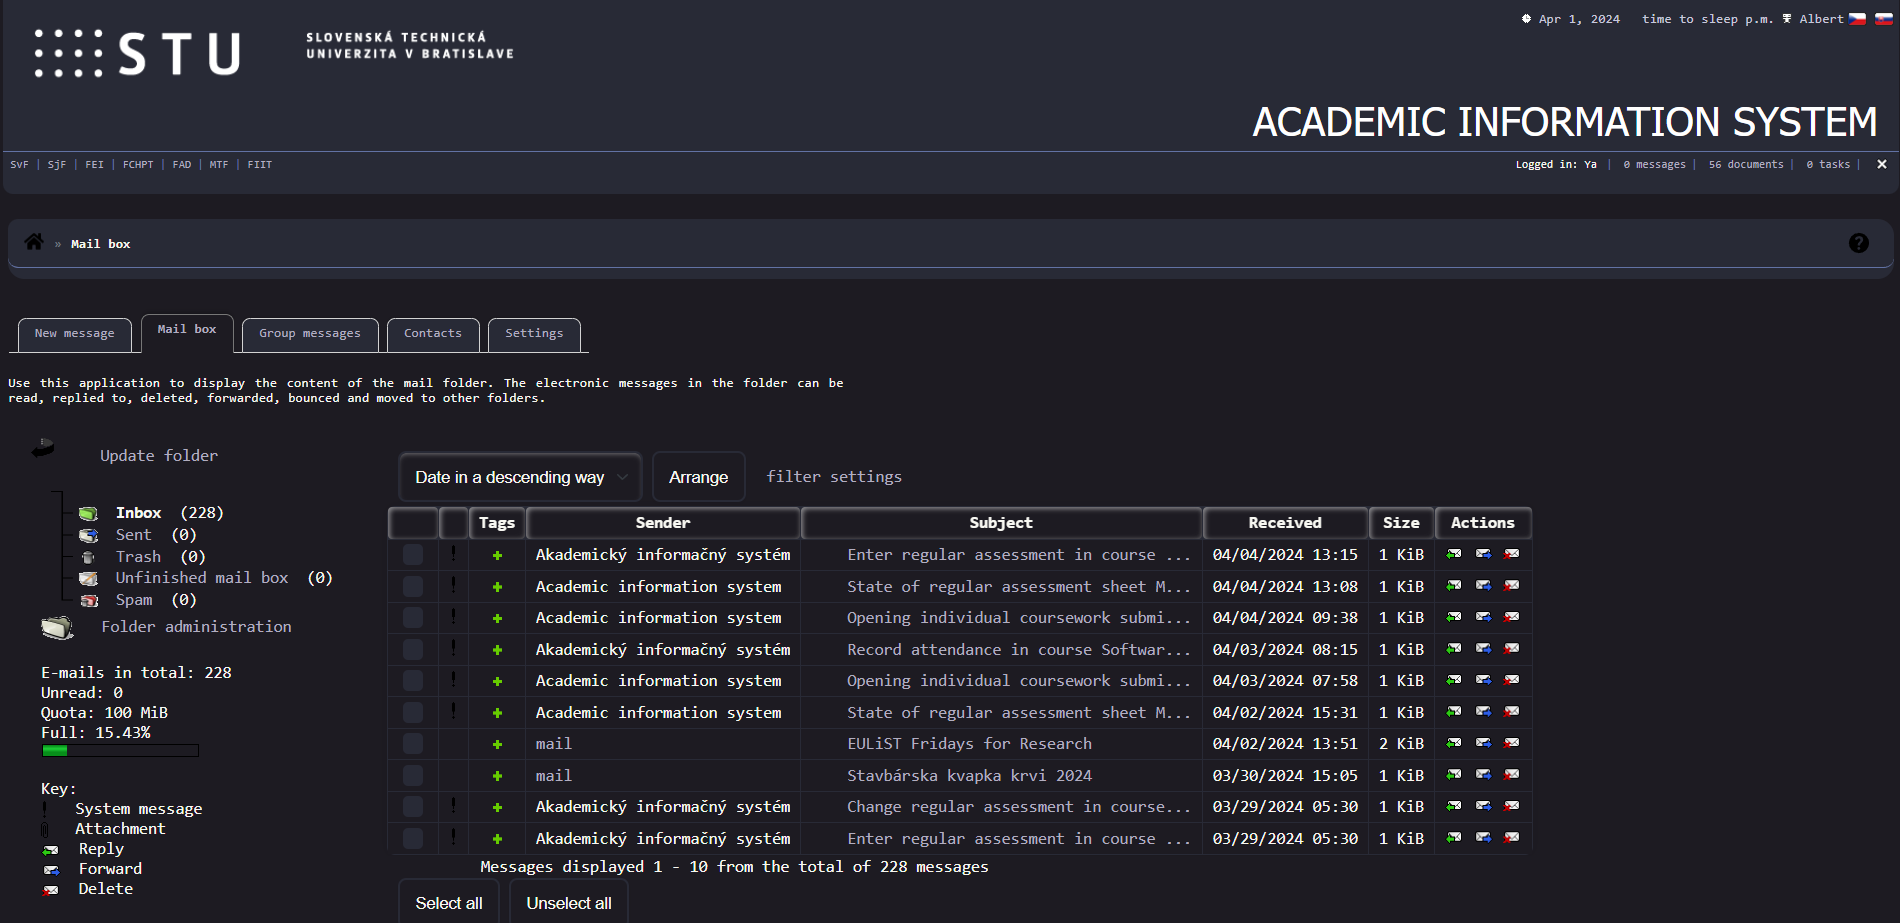 Apr 1, 2024 time to sleep p.m. Albert
STU
SLOVENSKÁ TECHNICKÁ
UNIVERZITA V BRATISLAVE
ACADEMIC INFORMATION SYSTEM
SvF | SjF | FEI | FCHPT | FAD | MTF | FIIT
Logged in: Ya | 0 messages | 56 documents | 0 tasks |
» Mail box
New message Mail box Group messages Contacts Settings
Use this application to display the content of the mail folder. The electronic messages in the folder can be
read, replied to, deleted, forwarded, bounced and moved to other folders.
Update folder
Inbox (228)
Sent (0)
Trash (0)
Unfinished mail box (0)
Spam (0)
Folder administration
E-mails in total: 228
Unread: 0
Quota: 100 MiB
Full: 15.43%
Key:
System message
Attachment
Reply
Forward
Delete
Date in a descending way Arrange filter settings
Tags Sender Subject Received Size Actions
Akademický informačný systém Enter regular assessment in course ... 04/04/2024 13:15 1 KiB
Academic information system State of regular assessment sheet M... 04/04/2024 13:08 1 KiB
Academic information system Opening individual coursework submi... 04/04/2024 09:38 1 KiB
Akademický informačný systém Record attendance in course Softwar... 04/03/2024 08:15 1 KiB
Academic information system Opening individual coursework submi... 04/03/2024 07:58 1 KiB
Academic information system State of regular assessment sheet M... 04/02/2024 15:31 1 KiB
mail EULiST Fridays for Research 04/02/2024 13:51 2 KiB
mail Stavbárska kvapka krvi 2024 03/30/2024 15:05 1 KiB
Akademický informačný systém Change regular assessment in course... 03/29/2024 05:30 1 KiB
Akademický informačný systém Enter regular assessment in course ... 03/29/2024 05:30 1 KiB
Messages displayed 1 - 10 from the total of 228 messages
Select all Unselect all